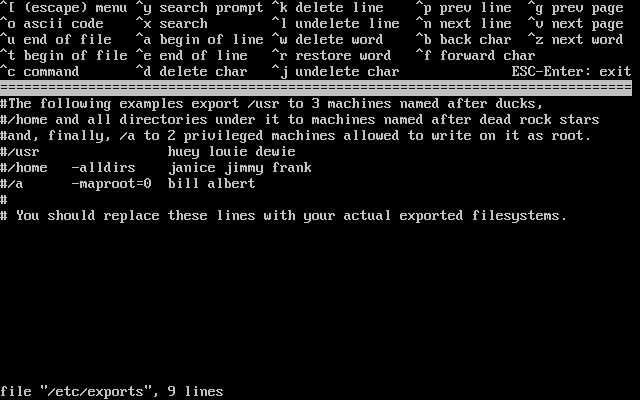 ^[ (escape) menu ^y search prompt ^k delete line    ^p prev line  ^g prev page
^o ascii code    ^x search        ^l undelete line  ^n next line  ^v next page
^u end of file   ^a begin of line ^w delete word    ^b back char  ^z next word
^t begin of file ^e end of line   ^r restore word   ^f forward char
^c command       ^d delete char   ^j undelete char              ESC-Enter: exit
===============================================================================
#The following examples export /usr to 3 machines named after ducks,
#/home and all directories under it to machines named after dead rock stars
#and, finally, /a to 2 privileged machines allowed to write on it as root.
#/usr                huey louie dewie
#/home   -alldirs    janice jimmy frank
#/a      -maproot=0  bill albert
#
# You should replace these lines with your actual exported filesystems.
file "/etc/exports", 9 lines